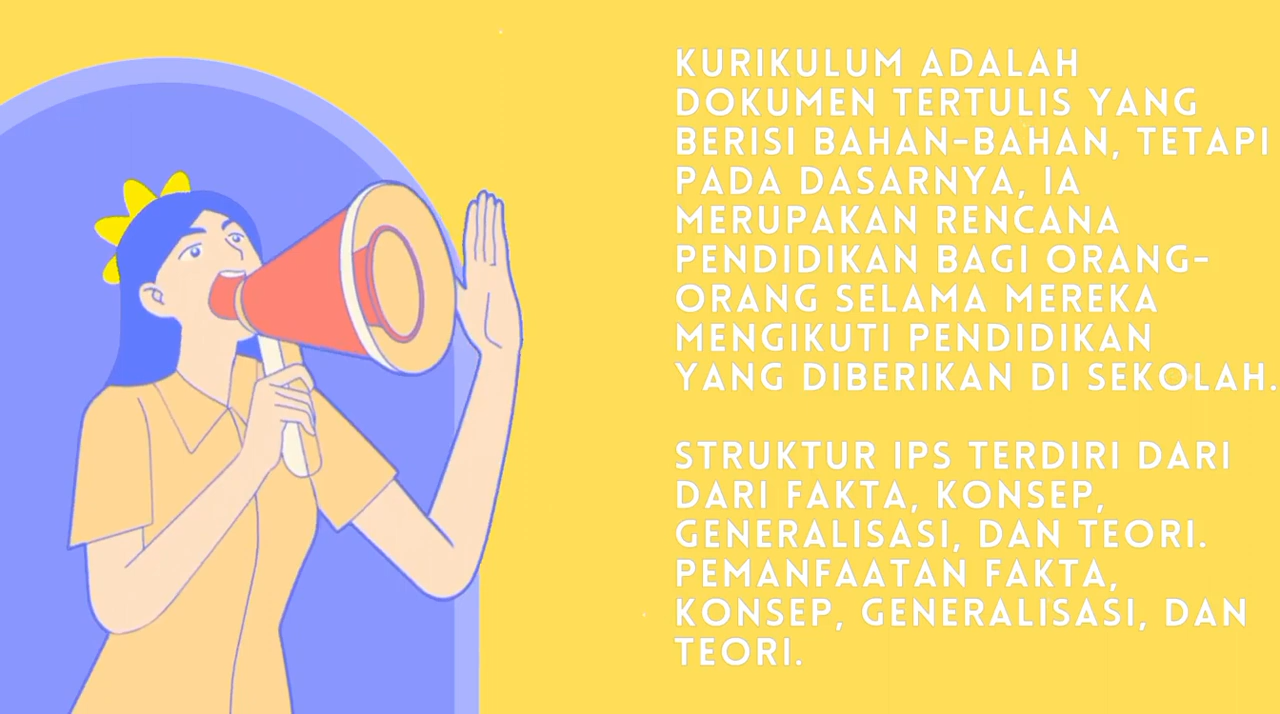 KURIKULUM ADALAH
DOKUMEN TERTULIS YANG
BERISI BAHAN-BAHAN, TETAPI
PADA DASARNYA, IA
MERUPAKAN RENCANA
PENDIDIKAN BAGI ORANG-
ORANG SELAMA MEREKA
MENGIKUTI PENDIDIKAN
YANG DIBERIKAN DI SEKOLAH.
STRUKTUR IPS TERDIRI DARI
DARI FAKTA, KONSEP,
GENERALISASI, DAN TEORI.
PEMANFAATAN FAKTA,
KONSEP, GENERALISASI, DAN
TEORI.